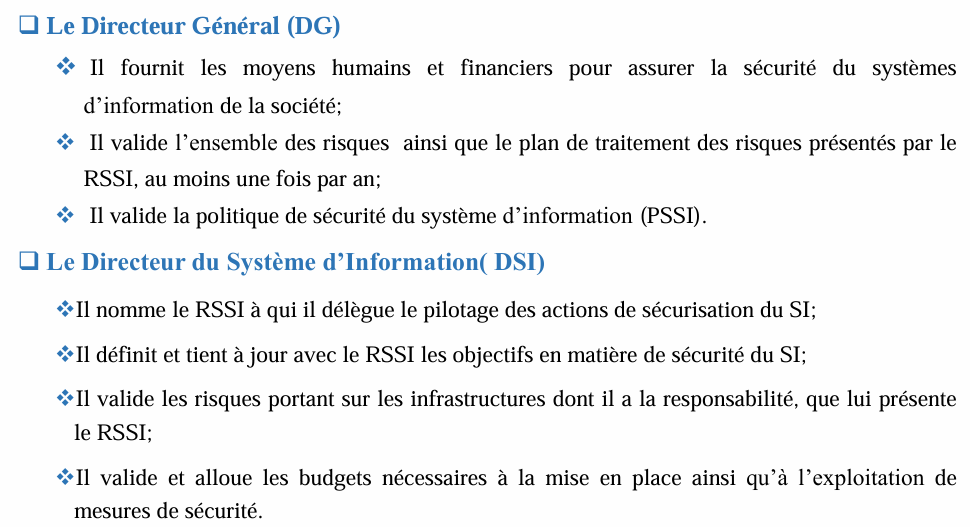 Le Directeur Général (DG)
Il fournit les moyens humains et financiers pour assurer la sécurité du systèmes
d’information de la société;
Il valide l’ensemble des risques ainsi que le plan de traitement des risques présentés par le
RSSI, au moins une fois par an;
Il valide la politique de sécurité du système d’information (PSSI).
Le Directeur du Système d’Information( DSI)
Il nomme le RSSI à qui il délègue le pilotage des actions de sécurisation du SI;
Il définit et tient à jour avec le RSSI les objectifs en matière de sécurité du SI;
Il valide les risques portant sur les infrastructures dont il a la responsabilité, que lui présente
le RSSI;
Il valide et alloue les budgets nécessaires à la mise en place ainsi qu’à l’exploitation de
mesures de sécurité.